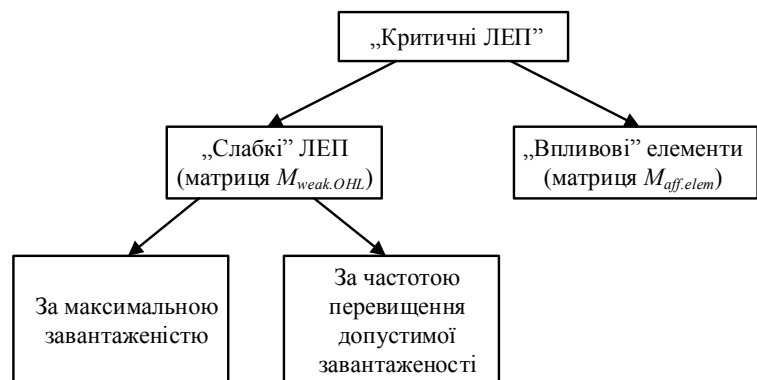 „Критичні ЛЕП”
„Слабкі” ЛЕП
(матриця M_weak.OHL)
„Впливові” елементи
(матриця M_aff.elem)
За максимальною
завантаженістю
За частотою
перевищення
допустимої
завантаженості